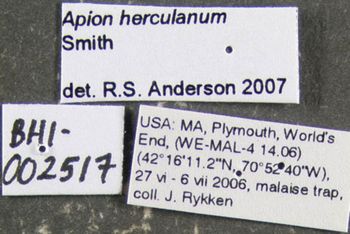 Apion herculanum
Smith
det. R.S. Anderson 2007
BHI-
002517
USA: MA, Plymouth, World's
End, (WE-MAL-4 14.06)
(42°16'11.2"N, 70°52'40"W),
27 vi - 6 vii 2006, malaise trap,
coll. J. Rykken